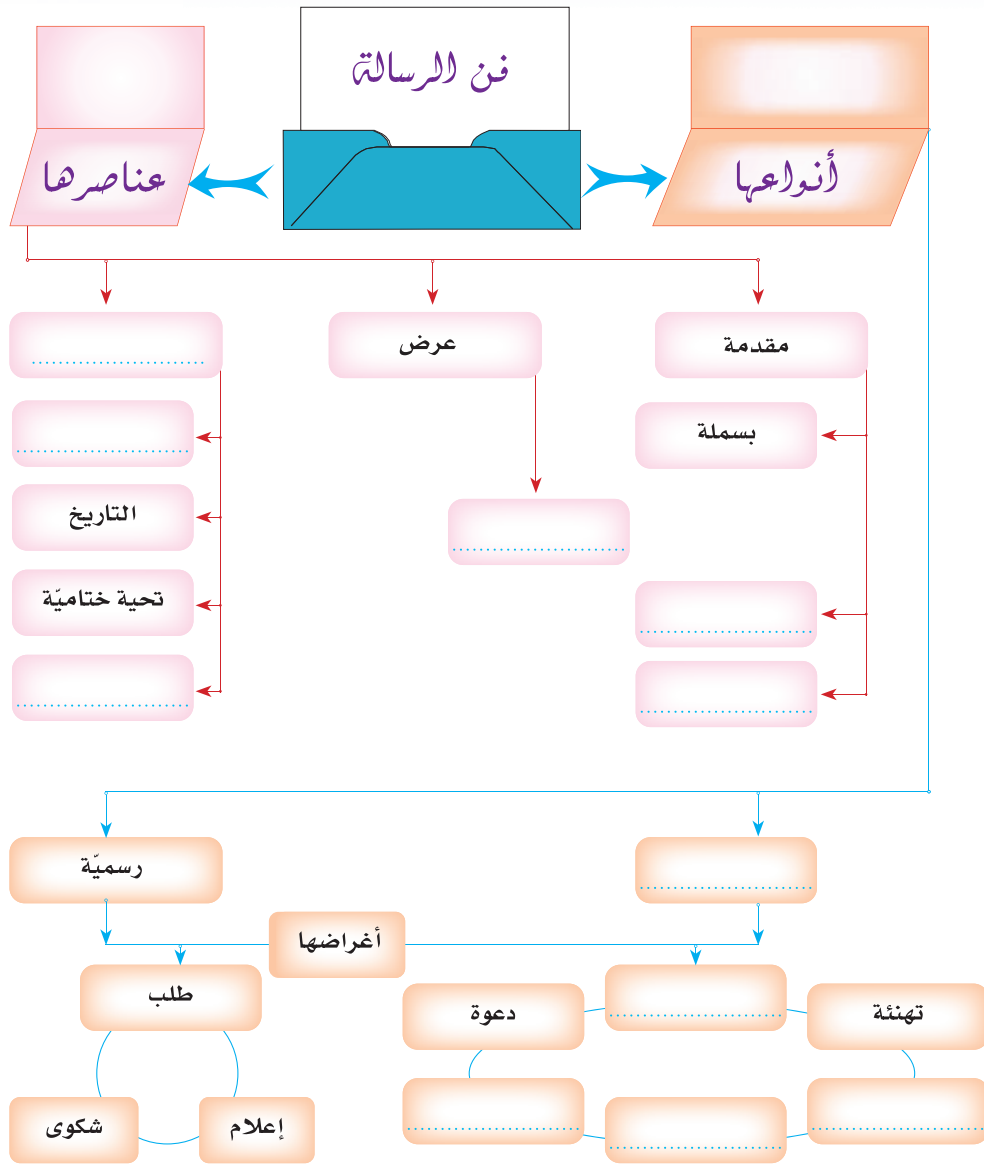 فن الرسالة
أنواعها
عناصرها
مقدمة
عرض
بسملة
التاريخ
تحية ختاميّة
رسميّة
أغراضها
طلب
تهنئة
دعوة
إعلام
شكوى